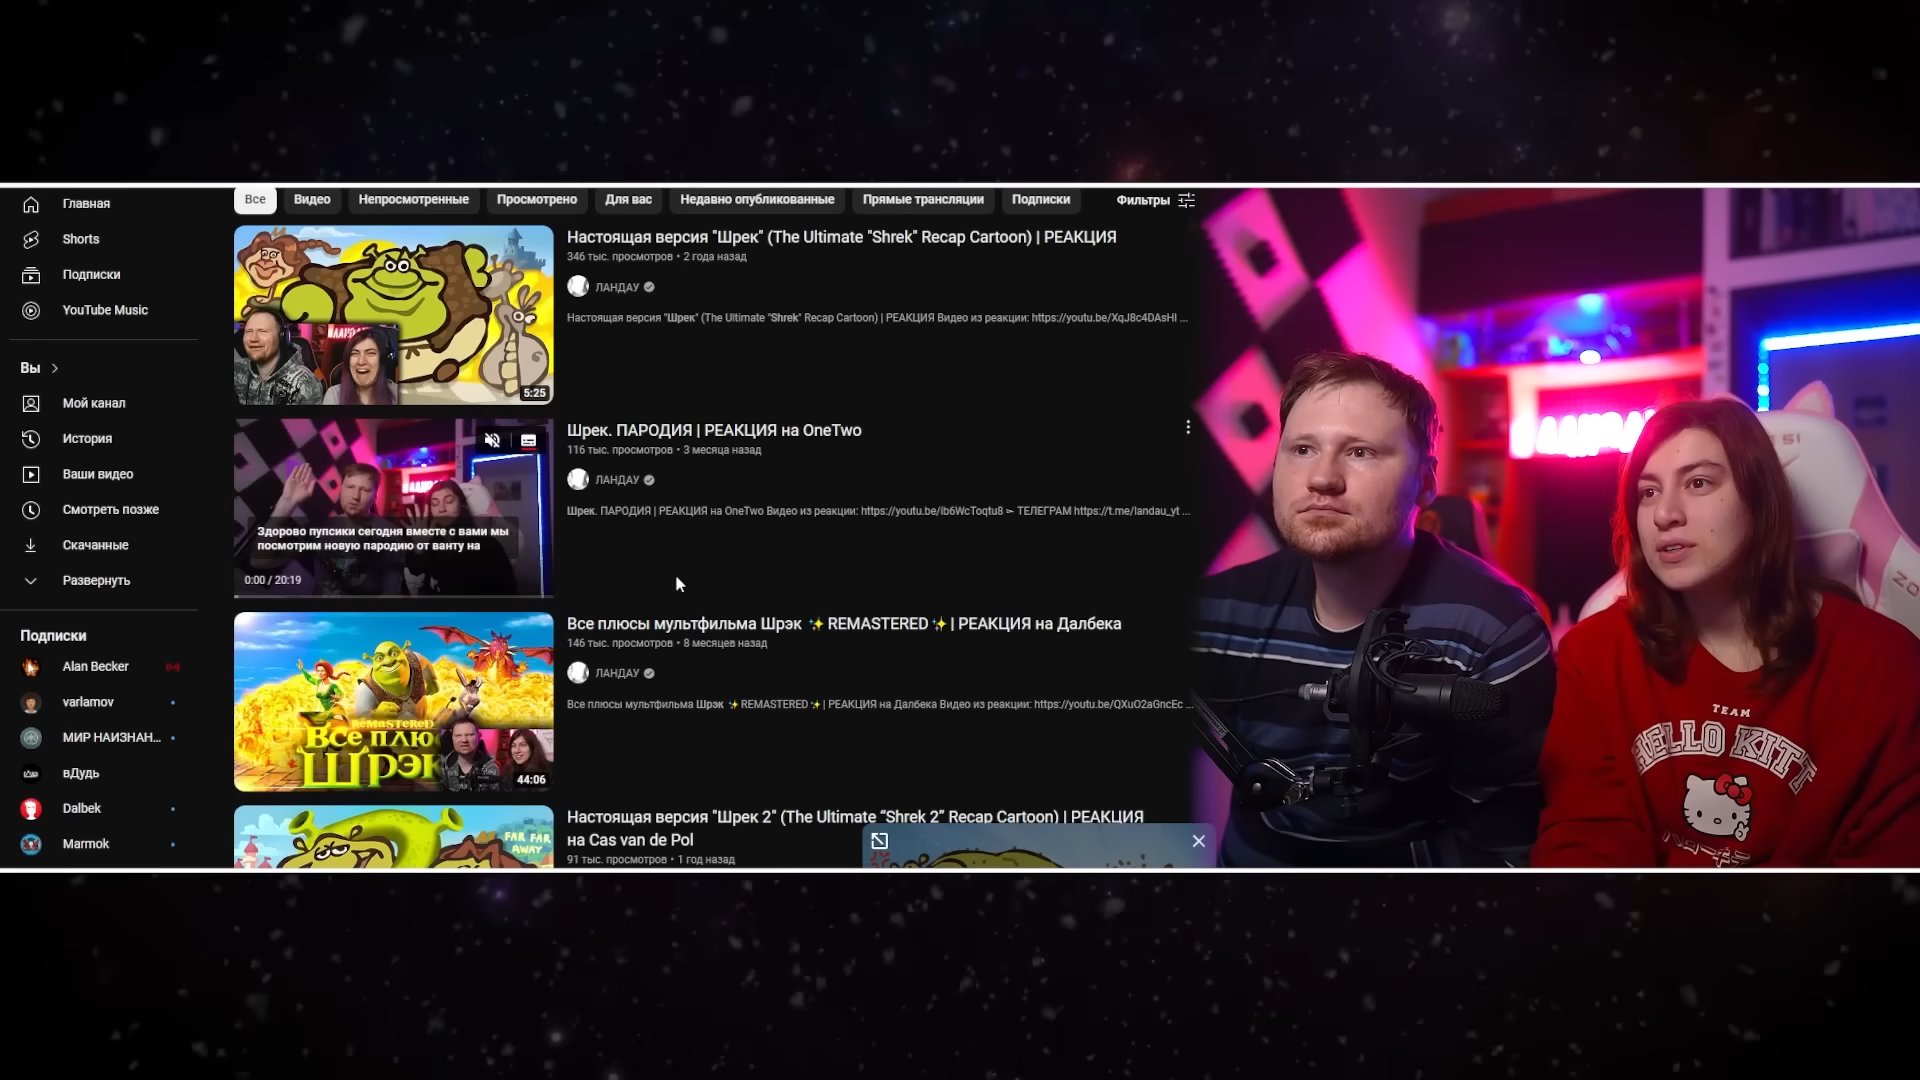 Главная
Shorts
Подписки
YouTube Music
Вы
Мой канал
История
Ваши видео
Смотреть позже
Скачанные
Развернуть
Подписки
Alan Becker
varlamov
МИР НАИЗНАН...
вДудь
Dalbek
Marmok
Все
Видео
Непросмотренные
Просмотрено
Для вас
Недавно опубликованные
Прямые трансляции
Подписки
Фильтры
5:25
Настоящая версия "Шрек" (The Ultimate "Shrek" Recap Cartoon) | РЕАКЦИЯ
346 тыс. просмотров • 2 года назад
ЛАНДАУ
Настоящая версия "Шрек" (The Ultimate "Shrek" Recap Cartoon) | РЕАКЦИЯ Видео из реакции: https://youtu.be/XqJ8c4DAsHI ...
Здорово пупсики сегодня вместе с вами мы
посмотрим новую пародию от ванту на
0:00 / 20:19
Шрек. ПАРОДИЯ | РЕАКЦИЯ на OneTwo
116 тыс. просмотров • 3 месяца назад
ЛАНДАУ
Шрек. ПАРОДИЯ | РЕАКЦИЯ на OneTwo Видео из реакции: https://youtu.be/ib6WcToqtu8 ➣ ТЕЛЕГРАМ https://t.me/landau_yt ...
REMASTERED
Все плю
Шрэк
44:06
Все плюсы мультфильма Шрэк ✨ REMASTERED ✨ | РЕАКЦИЯ на Далбека
146 тыс. просмотров • 8 месяцев назад
ЛАНДАУ
Все плюсы мультфильма Шрэк ✨ REMASTERED ✨ | РЕАКЦИЯ на Далбека Видео из реакции: https://youtu.be/QXuO2aGncEc ...
FAR FAR
AWAY
Настоящая версия "Шрек 2" (The Ultimate “Shrek 2” Recap Cartoon) | РЕАКЦИЯ
на Cas van de Pol
91 тыс. просмотров • 1 год назад
TEAM
HELLO KITT